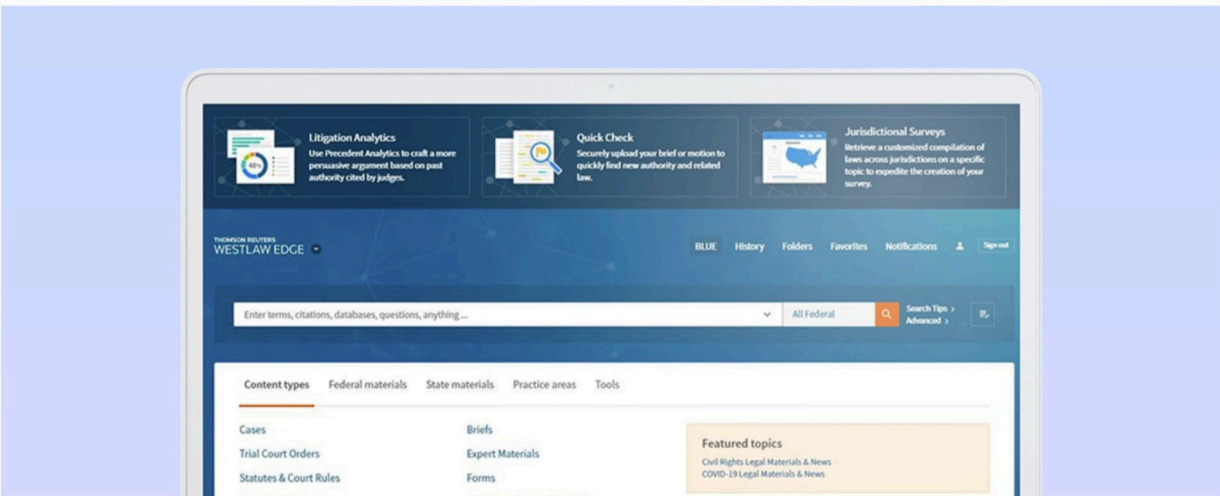 Litigation Analytics
Use Precedent Analytics to craft a more
persuasive argument based on past
authority cited by judges.
Quick Check
Securely upload your brief or motion to
quickly find new authority and related
law.
Jurisdictional Surveys
Retrieve a customized compilation of
laws across jurisdictions on a specific
topic to expedite the creation of your
survey.
THOMSON REUTERS
WESTLAW EDGE
BLUE History Folders Favorites Notifications Sign out
Enter terms, citations, databases, questions, anything ... All Federal
Search Tips >
Advanced >
Content types Federal materials State materials Practice areas Tools
Cases
Trial Court Orders
Statutes & Court Rules
Briefs
Expert Materials
Forms
Featured topics
Civil Rights Legal Materials & News
COVID-19 Legal Materials & News